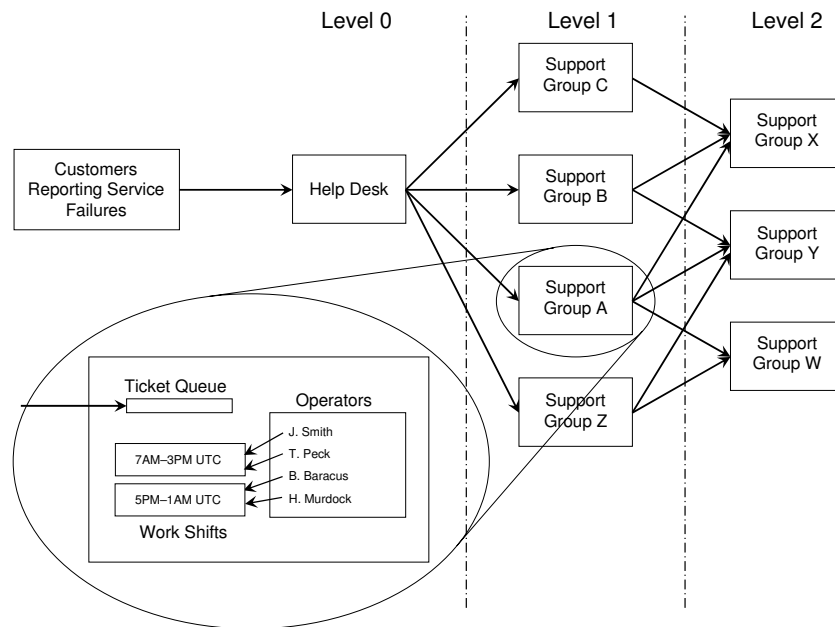 Level 0
Level 1
Level 2
Support
Group C
Support
Group X
Customers
Reporting Service
Failures
Help Desk
Support
Group B
Support
Group Y
Support
Group A
Support
Group W
Support
Group Z
Ticket Queue
Operators
J. Smith
T. Peck
B. Baracus
H. Murdock
7AM–3PM UTC
5PM–1AM UTC
Work Shifts